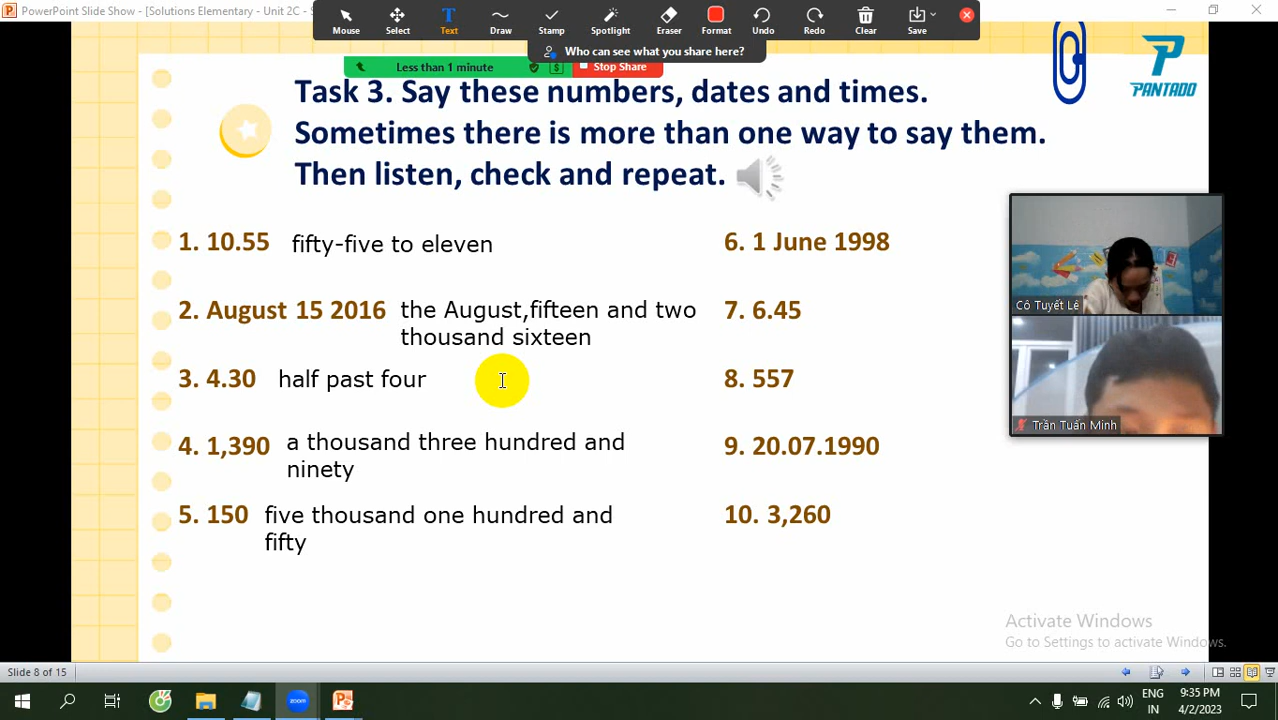 PowerPoint Slide Show - [Solutions Elementary - Unit 2C - S
Mouse
Select
Text
Draw
Stamp
Spotlight
Eraser
Format
Undo
Redo
Clear
Save
Who can see what you share here?
Less than 1 minute
Stop Share
PANTADO
Task 3. Say these numbers, dates and times.
Sometimes there is more than one way to say them.
Then listen, check and repeat.
1. 10.55 fifty-five to eleven
2. August 15 2016 the August,fifteen and two
thousand sixteen
3. 4.30 half past four
4. 1,390 a thousand three hundred and
ninety
5. 150 five thousand one hundred and
fifty
6. 1 June 1998
7. 6.45
8. 557
9. 20.07.1990
10. 3,260
Cô Tuyết Lê
Trần Tuấn Minh
Activate Windows
Go to Settings to activate Windows.
Slide 8 of 15
zoom
ENG
IN
9:35 PM
4/2/2023